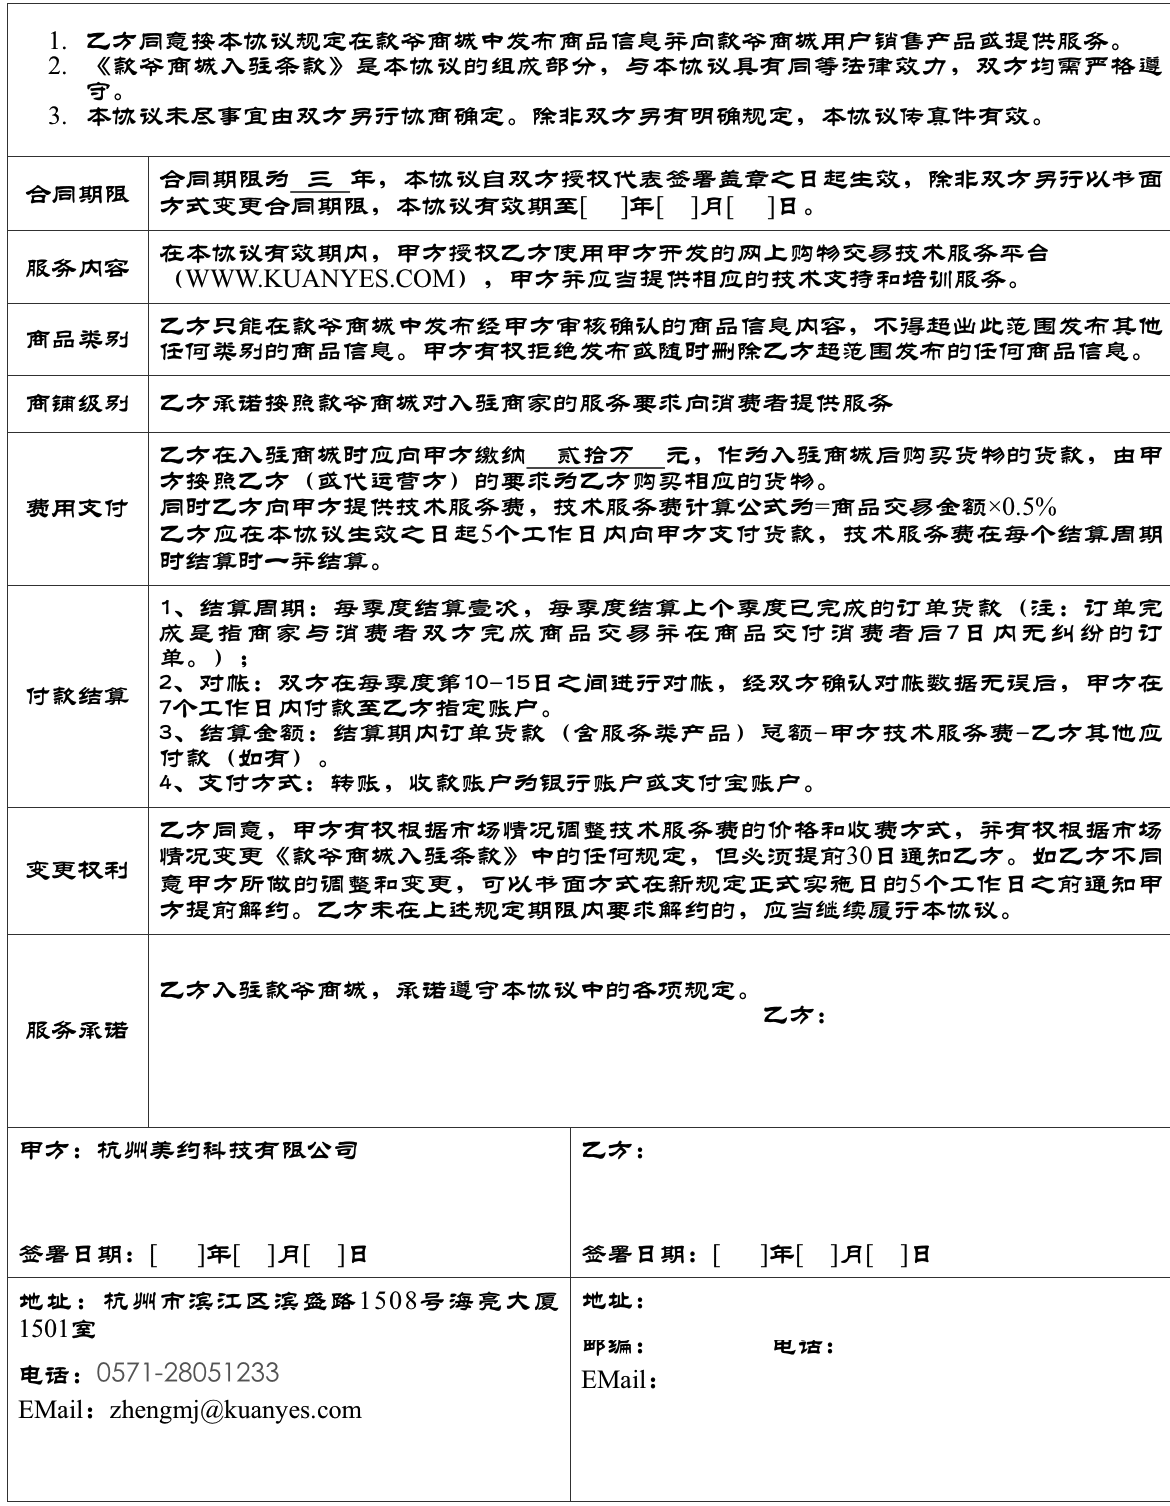 1. 乙方同意按本协议规定在款爷商城中发布商品信息并向款爷商城用户销售产品或提供服务。
2. 《款爷商城入驻条款》是本协议的组成部分，与本协议具有同等法律效力，双方均需严格遵
守。
3. 本协议未尽事宜由双方另行协商确定。除非双方另有明确规定，本协议传真件有效。
合同期限
合同期限为 三 年，本协议自双方授权代表签署盖章之日起生效，除非双方另行以书面
方式变更合同期限，本协议有效期至[ ]年[ ]月[ ]日。
服务内容
在本协议有效期内，甲方授权乙方使用甲方开发的网上购物交易技术服务平台
（WWW.KUANYES.COM），甲方并应当提供相应的技术支持和培训服务。
商品类别
乙方只能在款爷商城中发布经甲方审核确认的商品信息内容，不得超出此范围发布其他
任何类别的商品信息。甲方有权拒绝发布或随时删除乙方超范围发布的任何商品信息。
商铺级别
乙方承诺按照款爷商城对入驻商家的服务要求向消费者提供服务
费用支付
乙方在入驻商城时应向甲方缴纳 贰拾万 元，作为入驻商城后购买货物的货款，由甲
方按照乙方（或代运营方）的要求为乙方购买相应的货物。
同时乙方向甲方提供技术服务费，技术服务费计算公式为=商品交易金额×0.5%
乙方应在本协议生效之日起5个工作日内向甲方支付货款，技术服务费在每个结算周期
时结算时一并结算。
付款结算
1、结算周期：每季度结算壹次，每季度结算上个季度已完成的订单货款（注：订单完
成是指商家与消费者双方完成商品交易并在商品交付消费者后7日内无纠纷的订
单。）；
2、对帐：双方在每季度第10-15日之间进行对帐，经双方确认对帐数据无误后，甲方在
7个工作日内付款至乙方指定账户。
3、结算金额：结算期内订单货款（含服务类产品）总额-甲方技术服务费-乙方其他应
付款（如有）。
4、支付方式：转账，收款账户为银行账户或支付宝账户。
变更权利
乙方同意，甲方有权根据市场情况调整技术服务费的价格和收费方式，并有权根据市场
情况变更《款爷商城入驻条款》中的任何规定，但必须提前30日通知乙方。如乙方不同
意甲方所做的调整和变更，可以书面方式在新规定正式实施日的5个工作日之前通知甲
方提前解约。乙方未在上述规定期限内要求解约的，应当继续履行本协议。
服务承诺
乙方入驻款爷商城，承诺遵守本协议中的各项规定。
乙方：
甲方：杭州美约科技有限公司
签署日期：[ ]年[ ]月[ ]日
乙方：
签署日期：[ ]年[ ]月[ ]日
地址：杭州市滨江区滨盛路1508号海亮大厦
1501室
电话：0571-28051233
EMail：zhengmj@kuanyes.com
地址：
邮编： 电话：
EMail：